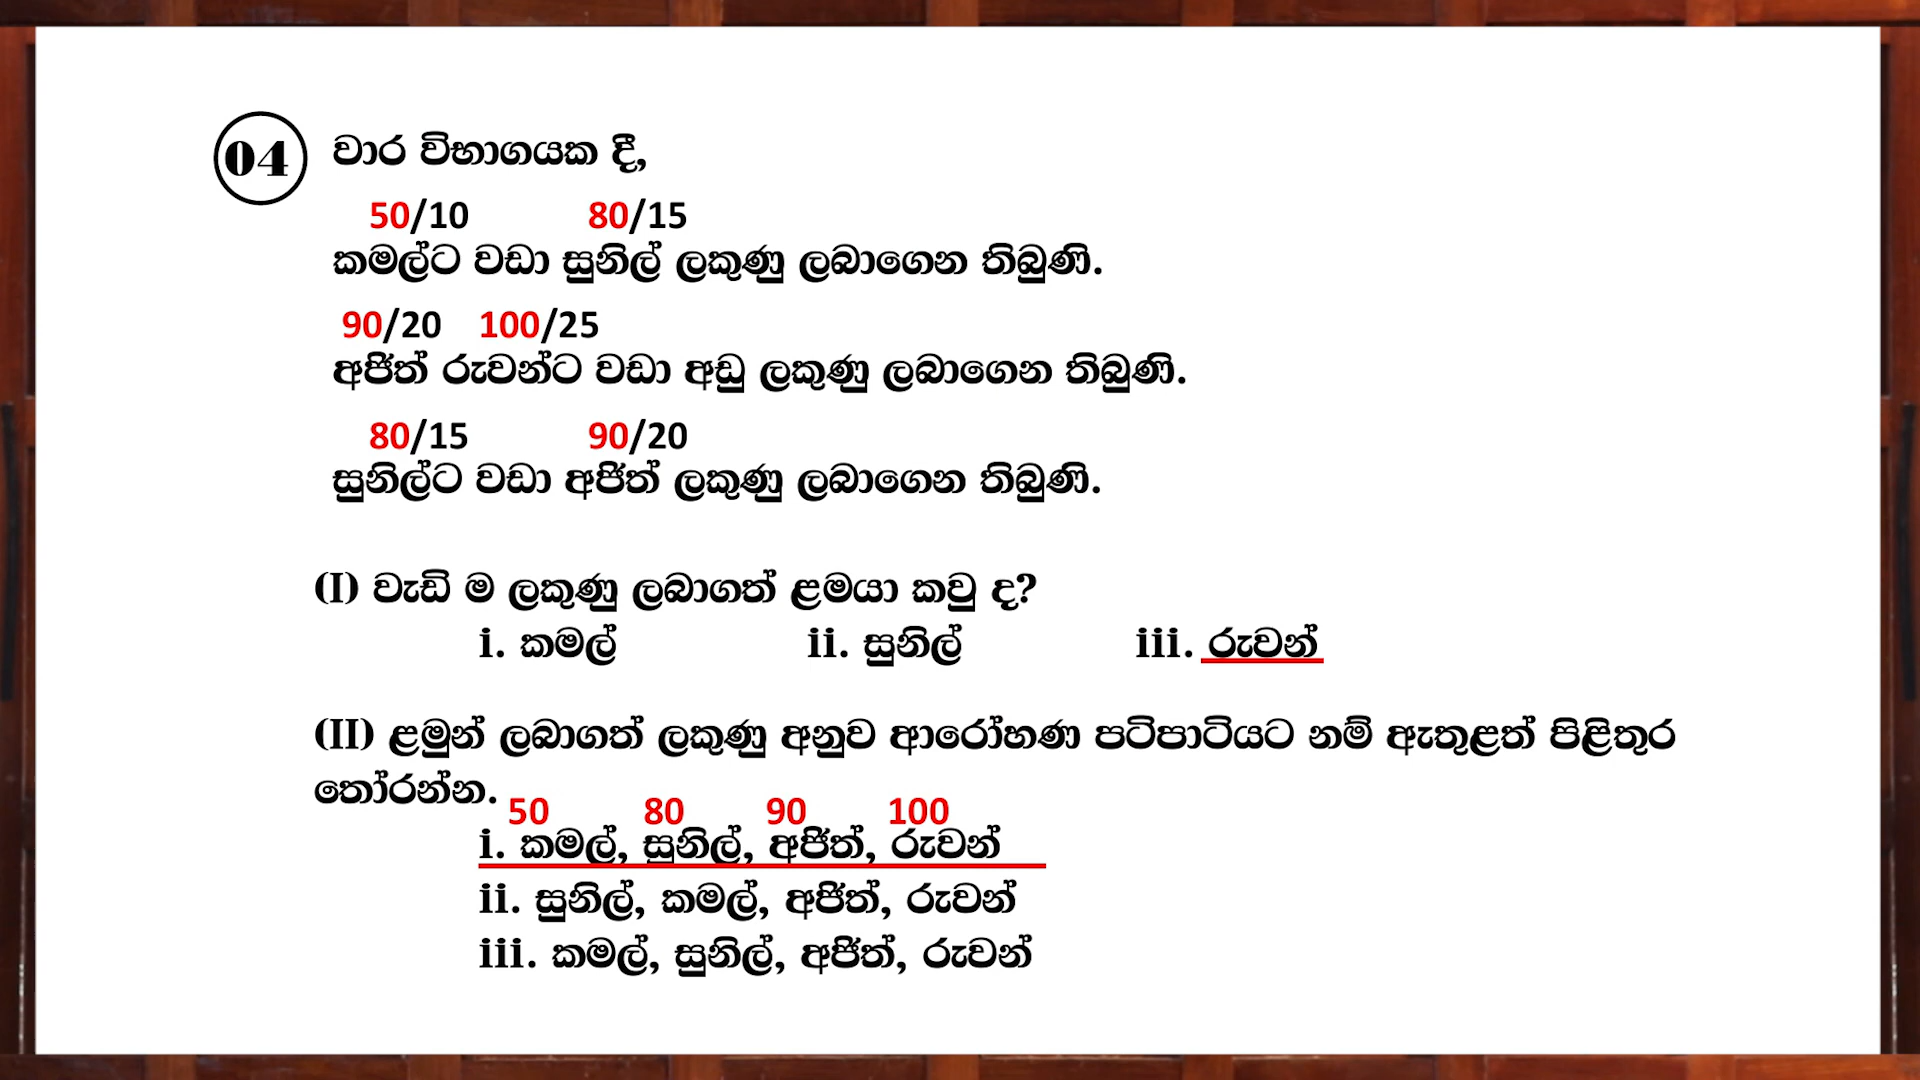 04 වාර විභාගයක දී,
50/10 80/15
කමල්ට වඩා සුනිල් ලකුණු ලබාගෙන තිබුණි.
90/20 100/25
අජිත් රුවන්ට වඩා අඩු ලකුණු ලබාගෙන තිබුණි.
80/15 90/20
සුනිල්ට වඩා අජිත් ලකුණු ලබාගෙන තිබුණි.
(I) වැඩි ම ලකුණු ලබාගත් ළමයා කවු ද?
i. කමල් ii. සුනිල් iii. රුවන්
(II) ළමුන් ලබාගත් ලකුණු අනුව ආරෝහණ පටිපාටියට නම් ඇතුළත් පිළිතුර
තෝරන්න.
50 80 90 100
i. කමල්, සුනිල්, අජිත්, රුවන්
ii. සුනිල්, කමල්, අජිත්, රුවන්
iii. කමල්, සුනිල්, අජිත්, රුවන්